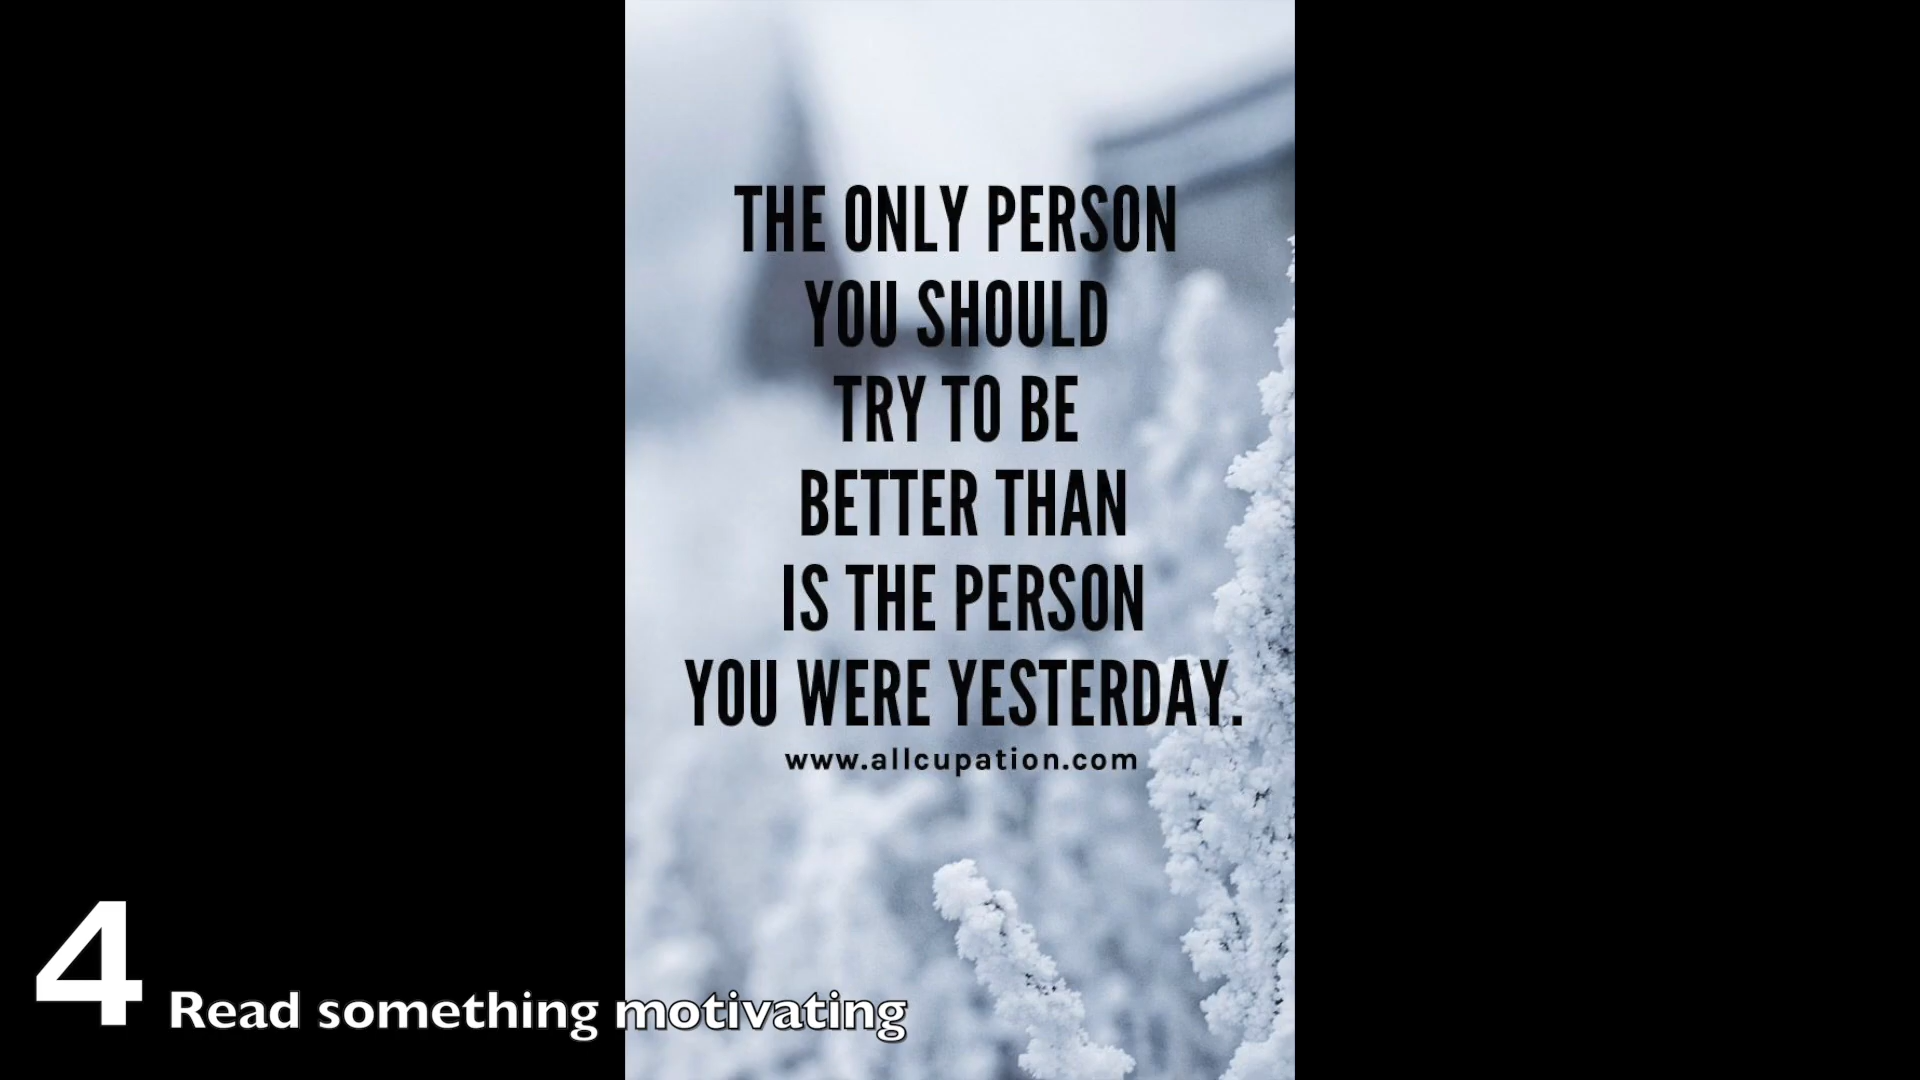 THE ONLY PERSON
YOU SHOULD
TRY TO BE
BETTER THAN
IS THE PERSON
YOU WERE YESTERDAY.
www.allcupation.com
4 Read something motivating